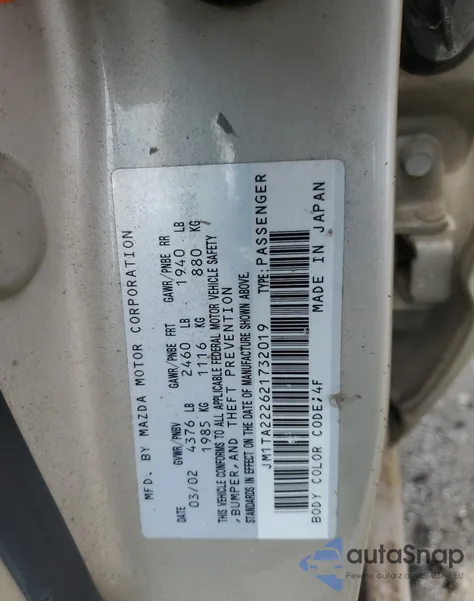 MFD. BY MAZDA MOTOR CORPORATION
DATE GVWR/PNBV GAWR/PNBE FRT GAWR/PNBE RR
03/02 4376 LB 2460 LB 1940 LB
1985 KG 1116 KG 880 KG
THIS VEHICLE CONFORMS TO ALL APPLICABLE FEDERAL MOTOR VEHICLE SAFETY
,BUMPER,AND THEFT PREVENTION
STANDARDS IN EFFECT ON THE DATE OF MANUFACTURE SHOWN ABOVE.
JM1TA222621732019 TYPE:PASSENGER
BODY COLOR CODE;4F MADE IN JAPAN
autoSnap
Pewne auta z a